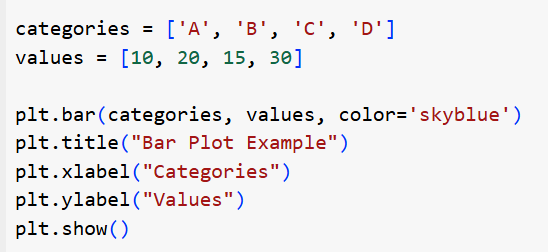 categories = ['A', 'B', 'C', 'D']
values = [10, 20, 15, 30]
plt.bar(categories, values, color='skyblue')
plt.title("Bar Plot Example")
plt.xlabel("Categories")
plt.ylabel("Values")
plt.show()